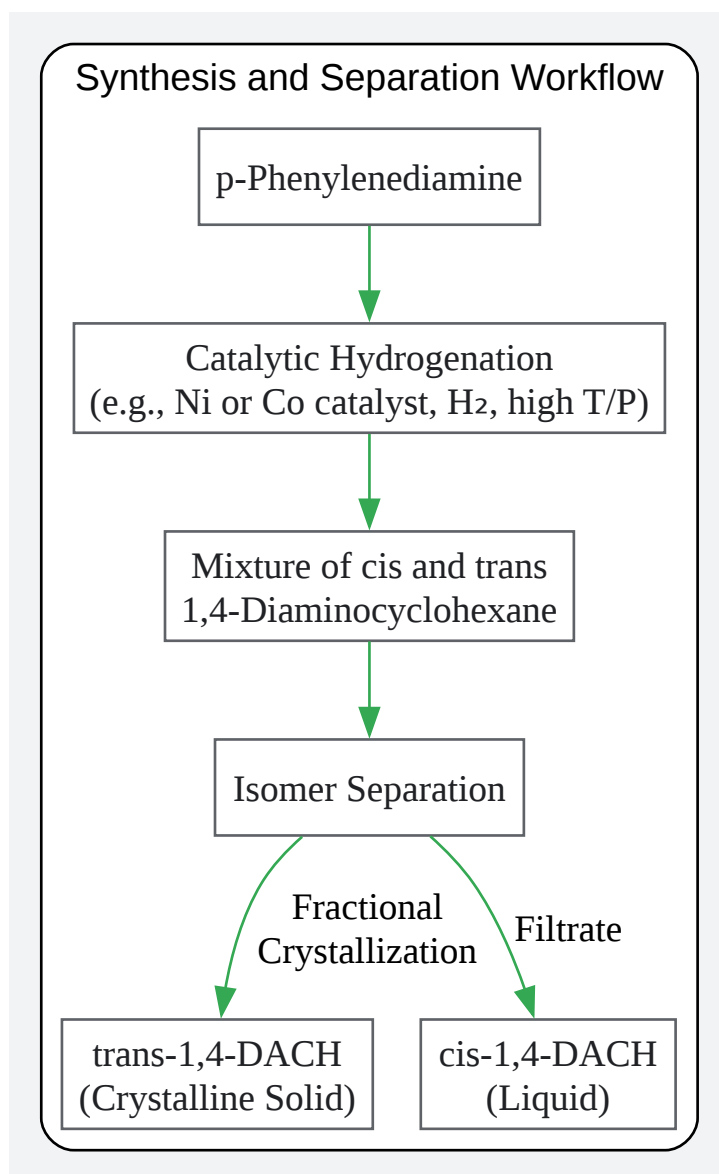 Synthesis and Separation Workflow
p-Phenylenediamine
Catalytic Hydrogenation
(e.g., Ni or Co catalyst, H₂, high T/P)
Mixture of cis and trans
1,4-Diaminocyclohexane
Isomer Separation
Fractional
Crystallization
Filtrate
trans-1,4-DACH
(Crystalline Solid)
cis-1,4-DACH
(Liquid)